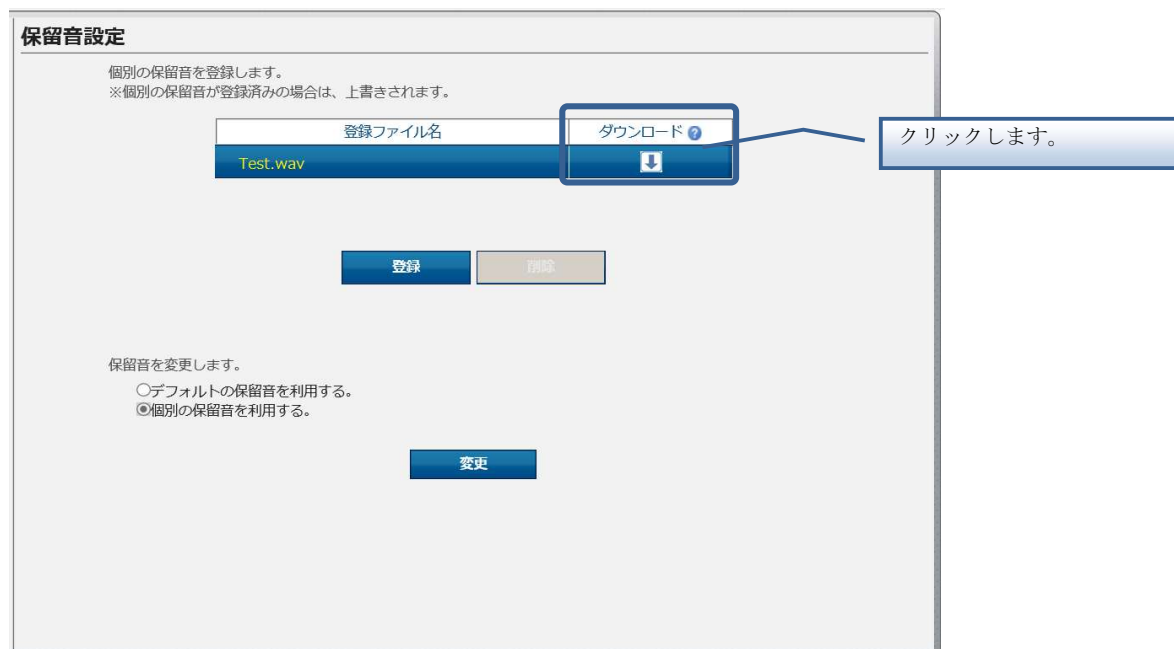 保留音設定
個別の保留音を登録します。
※個別の保留音が登録済みの場合は、上書きされます。
登録ファイル名 ダウンロード ?
Test.wav
クリックします。
登録 削除
保留音を変更します。
デフォルトの保留音を利用する。
個別の保留音を利用する。
変更